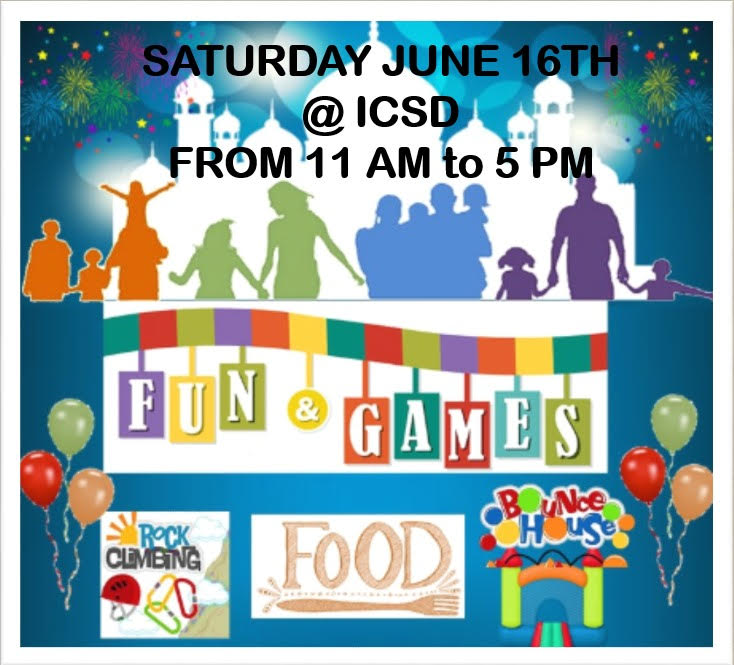 SATURDAY JUNE 16TH
@ ICSD
FROM 11 AM to 5 PM
FUN & GAMES
ROCK
CLIMBING
FOOD
BOUNCE
HOUSE